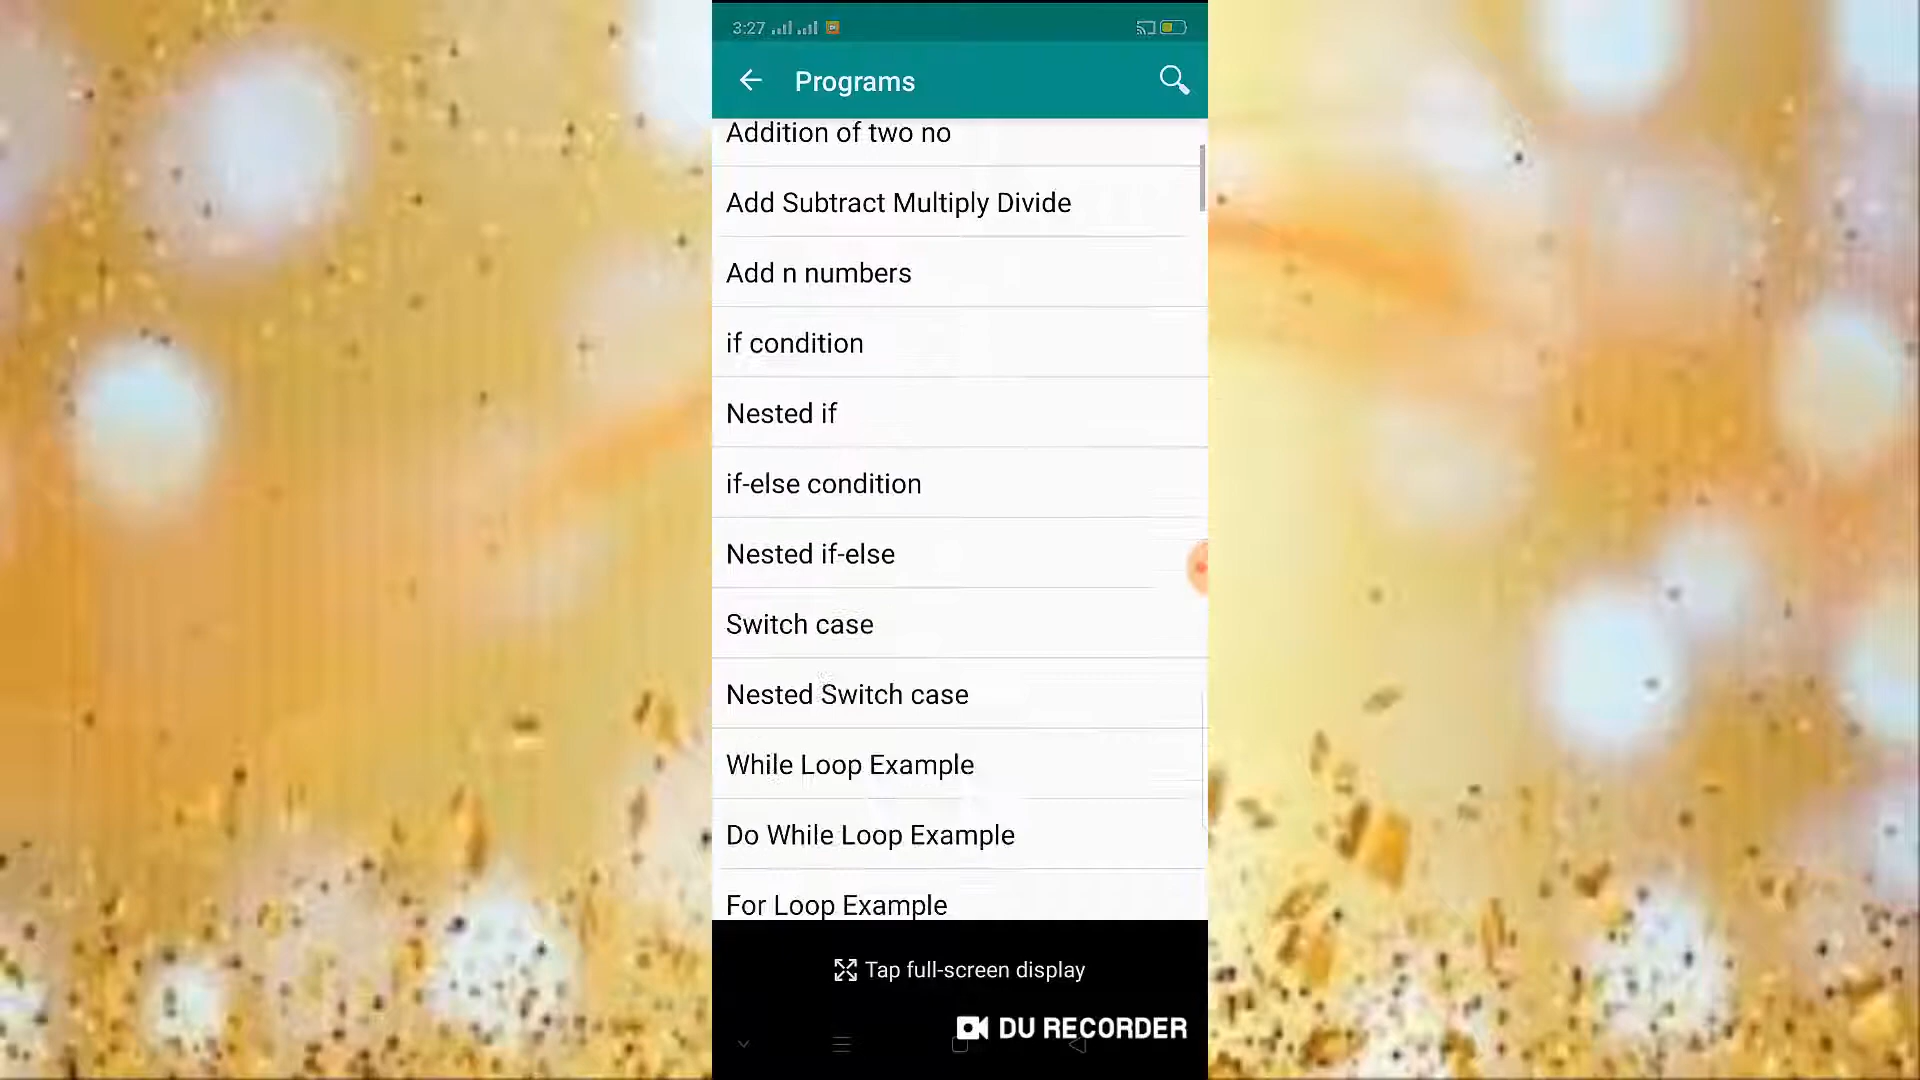 3:27
Programs
Addition of two no
Add Subtract Multiply Divide
Add n numbers
if condition
Nested if
if-else condition
Nested if-else
Switch case
Nested Switch case
While Loop Example
Do While Loop Example
For Loop Example
Tap full-screen display
DU RECORDER